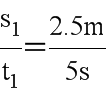 s₁/t₁ = 2.5m/5s